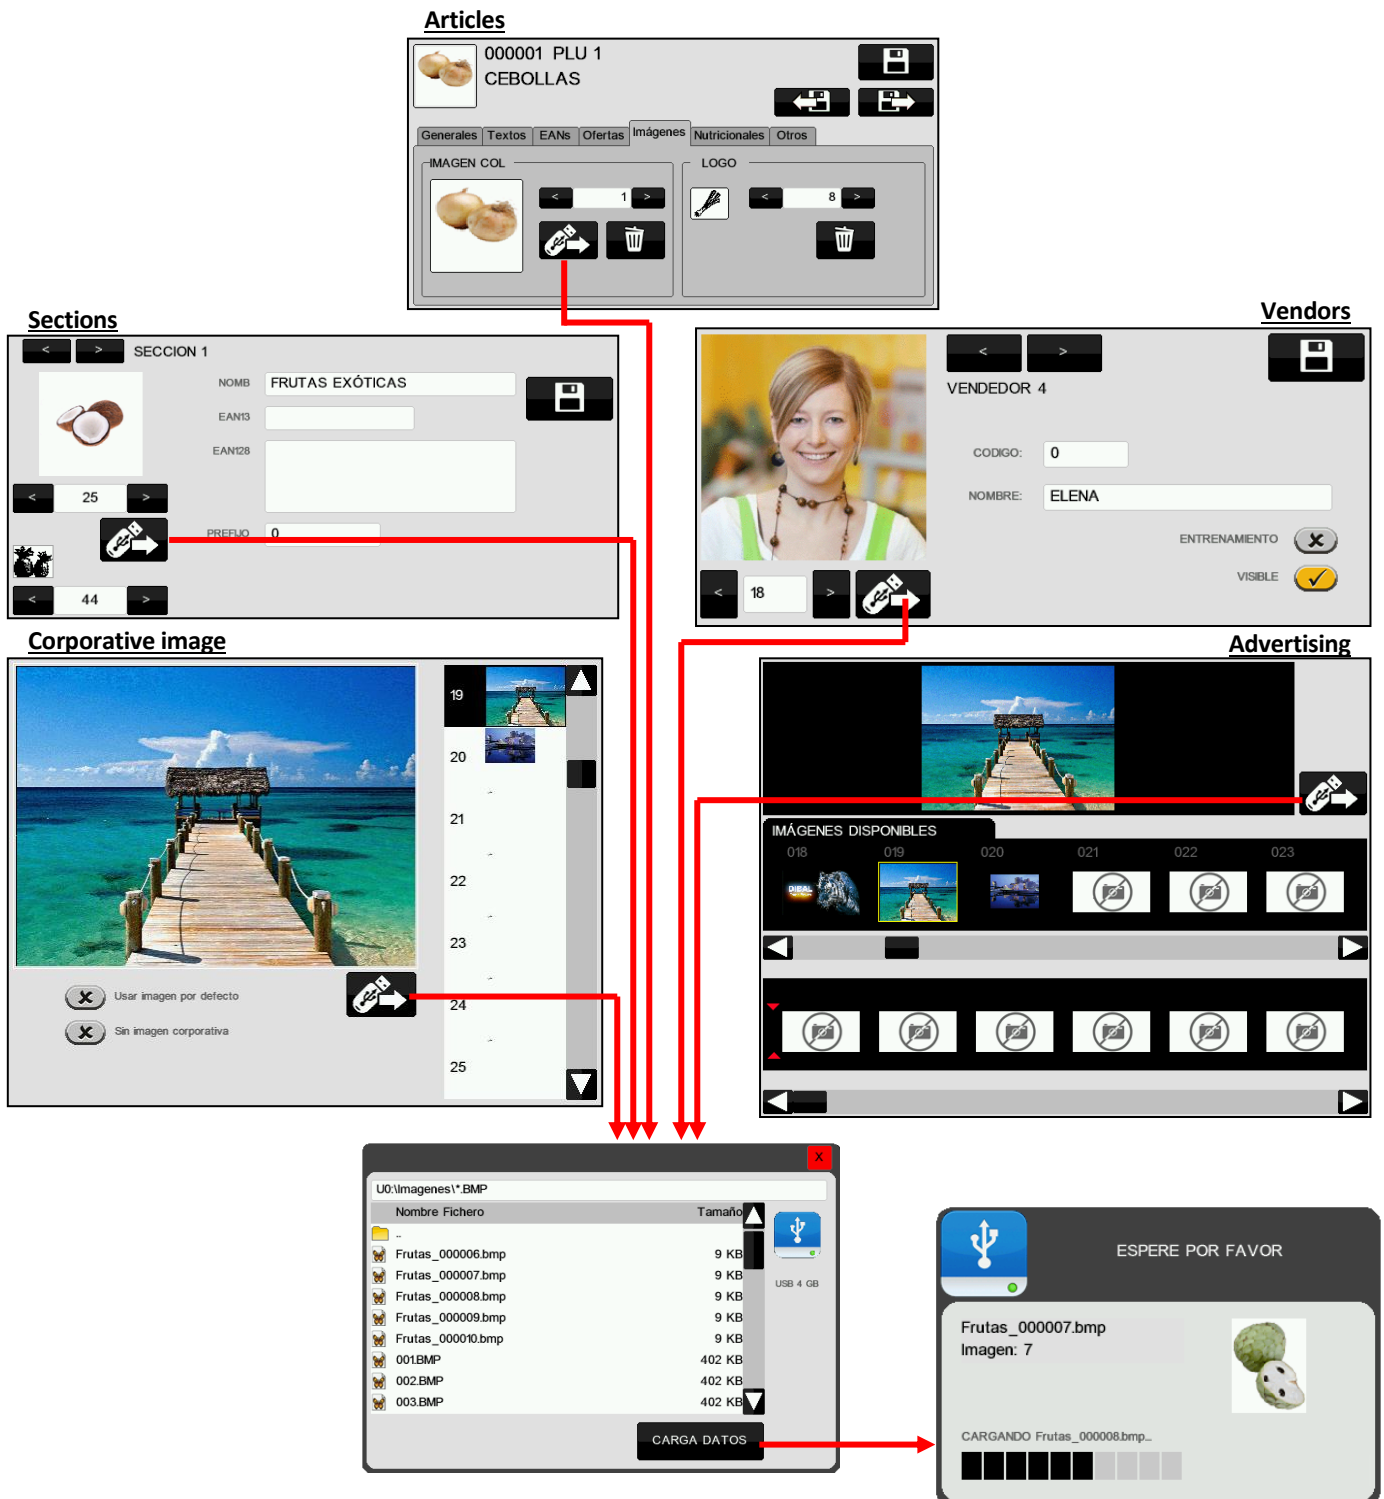 Articles
000001 PLU 1
CEBOLLAS
Generales Textos EANs Ofertas Imágenes Nutricionales Otros
IMAGEN COL
LOGO
< 1 >
< 8 >
Sections
< > SECCION 1
NOMB FRUTAS EXÓTICAS
EAN13
EAN128
< 25 >
PREFIJO 0
< 44 >
Vendors
< >
VENDEDOR 4
CODIGO: 0
NOMBRE: ELENA
ENTRENAMIENTO
VISIBLE
< 18 >
Corporative image
19
20
21
22
23
24
25
Usar imagen por defecto
Sin imagen corporativa
Advertising
IMÁGENES DISPONIBLES
018 019 020 021 022 023
DIBAL
X
U0:\Imagenes\*.BMP
Nombre Fichero Tamaño
..
Frutas_000006.bmp 9 KB
Frutas_000007.bmp 9 KB
Frutas_000008.bmp 9 KB
Frutas_000009.bmp 9 KB
Frutas_000010.bmp 9 KB
001.BMP 402 KB
002.BMP 402 KB
003.BMP 402 KB
USB 4 GB
CARGA DATOS
ESPERE POR FAVOR
Frutas_000007.bmp
Imagen: 7
CARGANDO Frutas_000008.bmp...